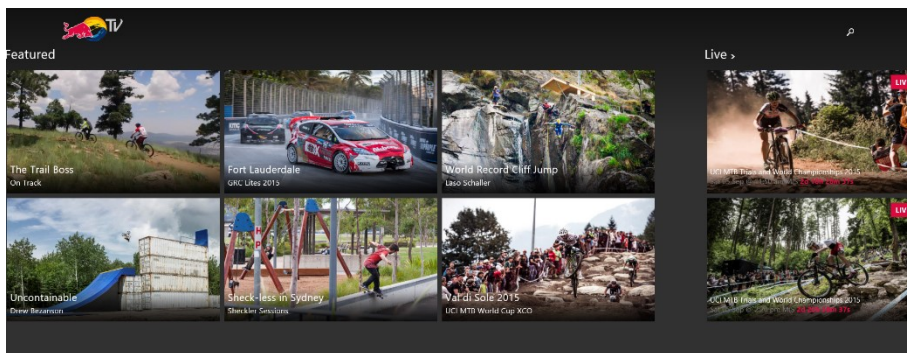 TV
Featured
Live >
The Trail Boss
On Track
Fort Lauderdale
GRC Lites 2015
World Record Cliff Jump
Laso Schaller
LIV
UCI MTB Trials and World Championships 2015
Uncontainable
Drew Bezanson
Sheck-less in Sydney
Sheckler Sessions
Val di Sole 2015
UCI MTB World Cup XCO
LIV
UCI MTB Trials and World Championships 2015